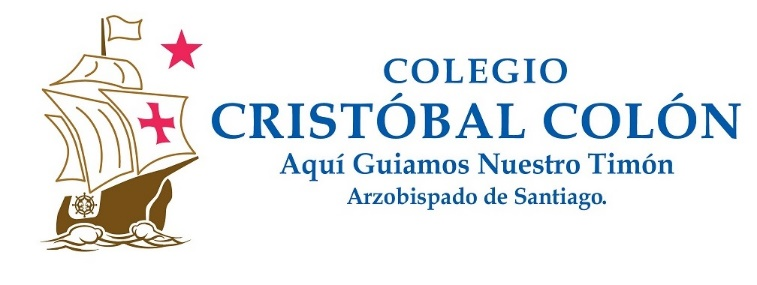 COLEGIO
CRISTÓBAL COLÓN
Aquí Guiamos Nuestro Timón
Arzobispado de Santiago.